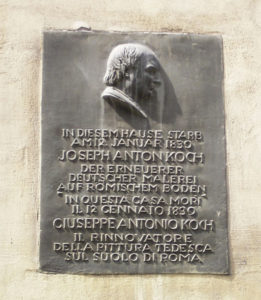 IN DIESEM HAUSE STARB
AM 12. JANUAR 1839
JOSEPH ANTON KOCH
DER ERNEUERER
DEUTSCHER MALEREI
AUF RÖMISCHEM BODEN
IN QUESTA CASA MORÌ
IL 12 GENNAIO 1839
GIUSEPPE ANTONIO KOCH
IL RINNOVATORE
DELLA PITTURA TEDESCA
SUL SUOLO DI ROMA